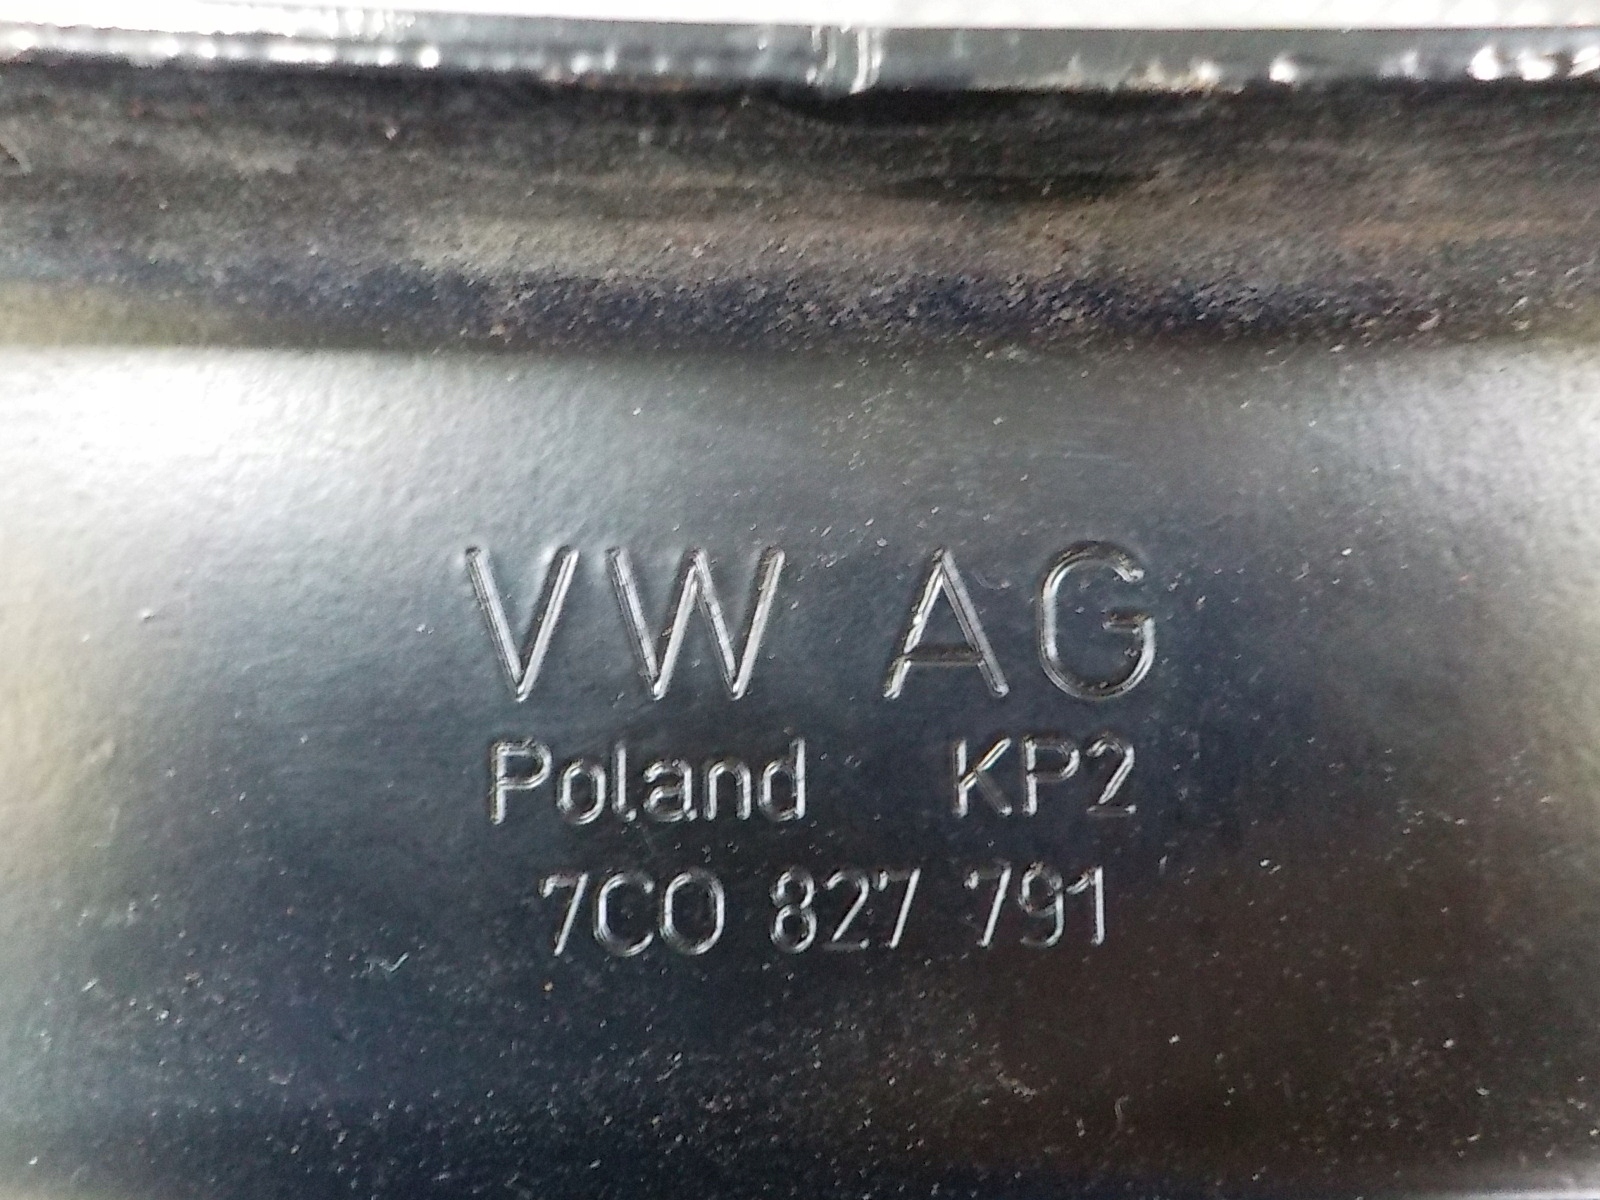 VW AG
Poland KP2
7C0 827 791